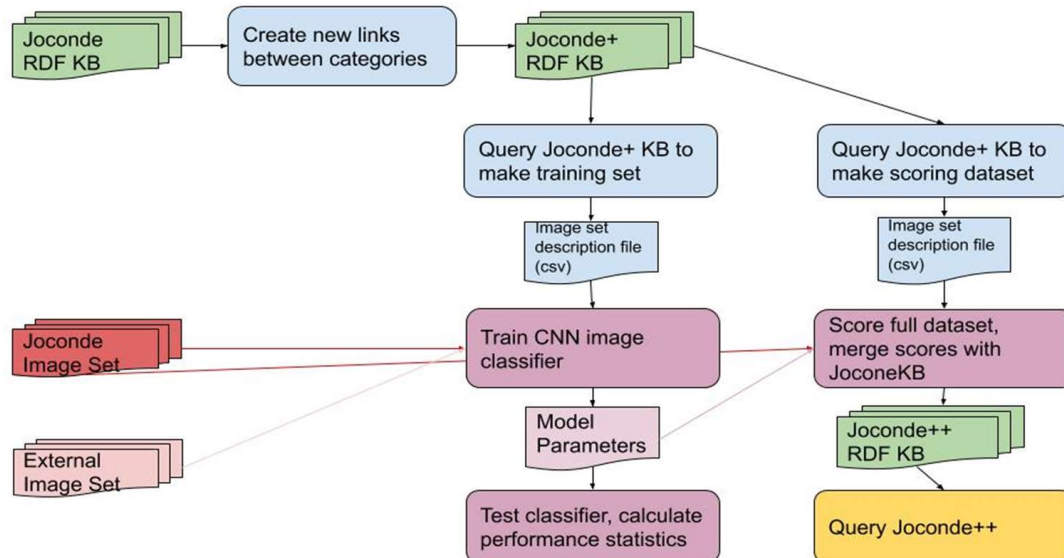 Joconde
RDF KB
Create new links
between categories
Joconde+
RDF KB
Query Joconde+ KB to
make training set
Query Joconde+ KB to
make scoring dataset
Image set
description file
(csv)
Image set
description file
(csv)
Joconde
Image Set
Train CNN image
classifier
Score full dataset,
merge scores with
JoconeKB
External
Image Set
Model
Parameters
Joconde++
RDF KB
Test classifier, calculate
performance statistics
Query Joconde++